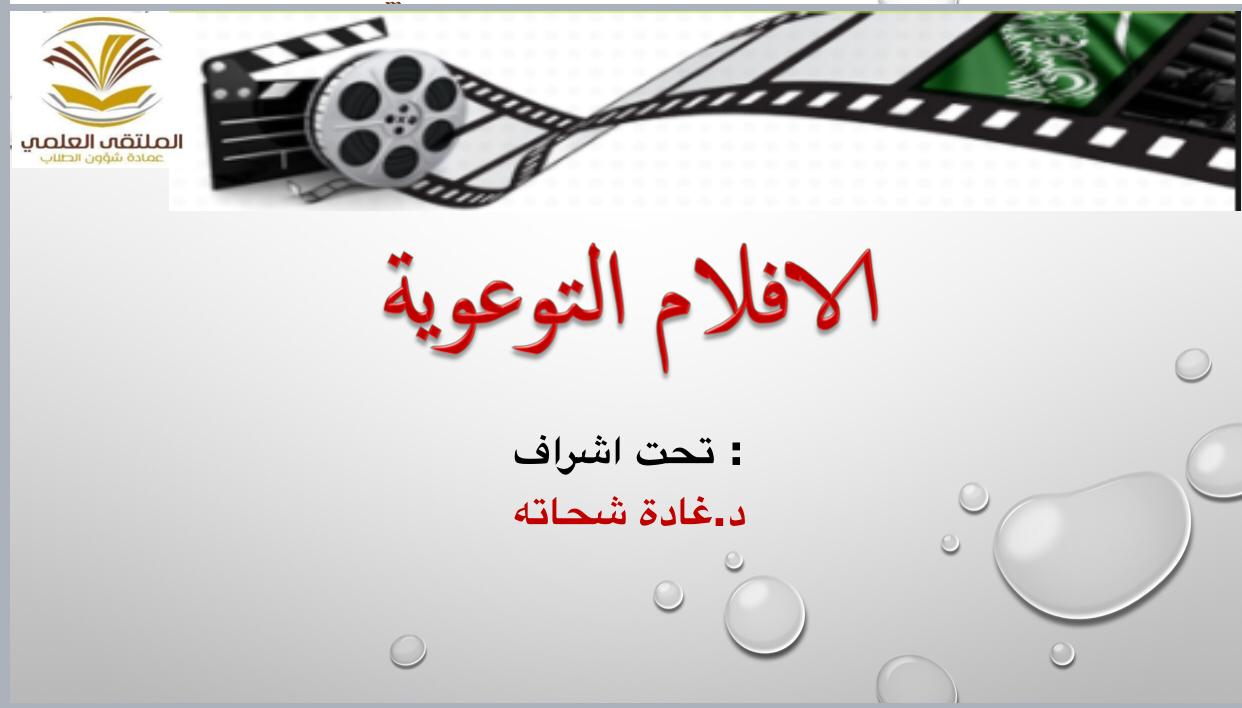 الملتقى العلمي
عمادة شؤون الطلاب
الافلام التوعوية
تحت اشراف :
د.غادة شحاته